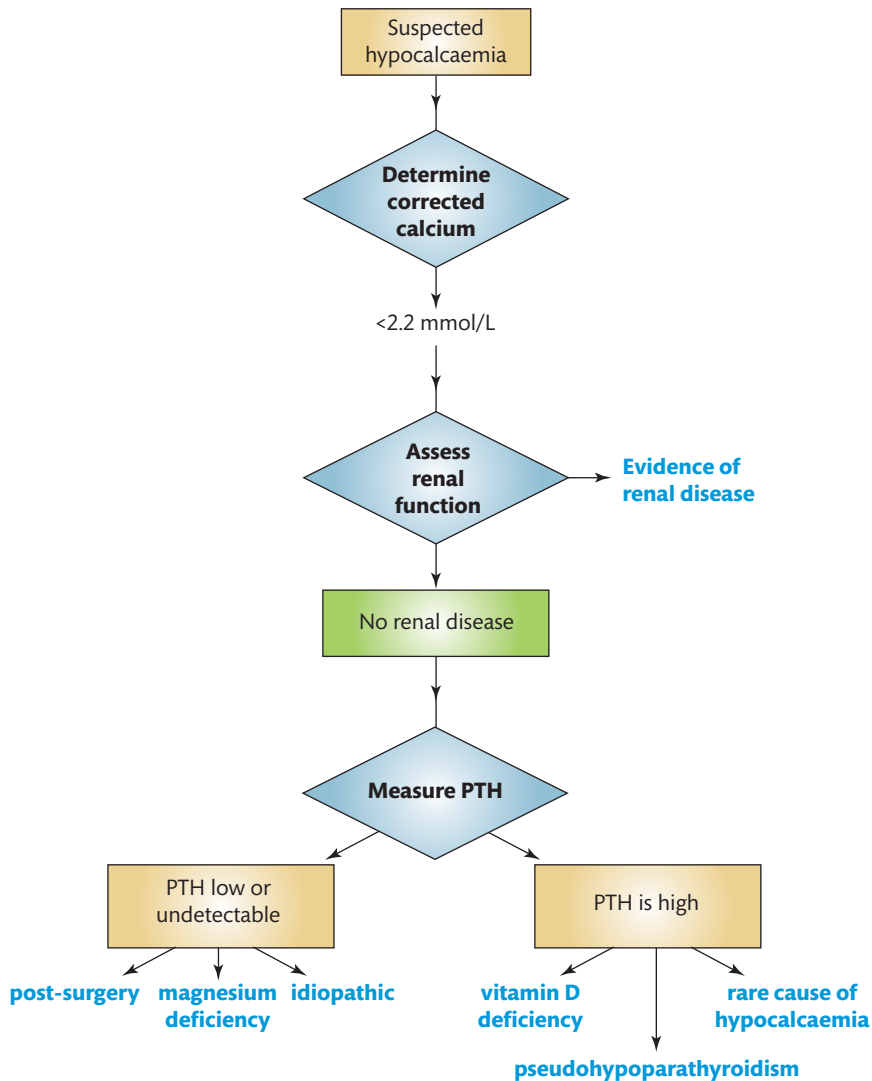 Suspected
hypocalcaemia
Determine
corrected
calcium
<2.2 mmol/L
Assess
renal
function
Evidence of
renal disease
No renal disease
Measure PTH
PTH low or
undetectable
PTH is high
post-surgery
magnesium
deficiency
idiopathic
vitamin D
deficiency
rare cause of
hypocalcaemia
pseudohypoparathyroidism